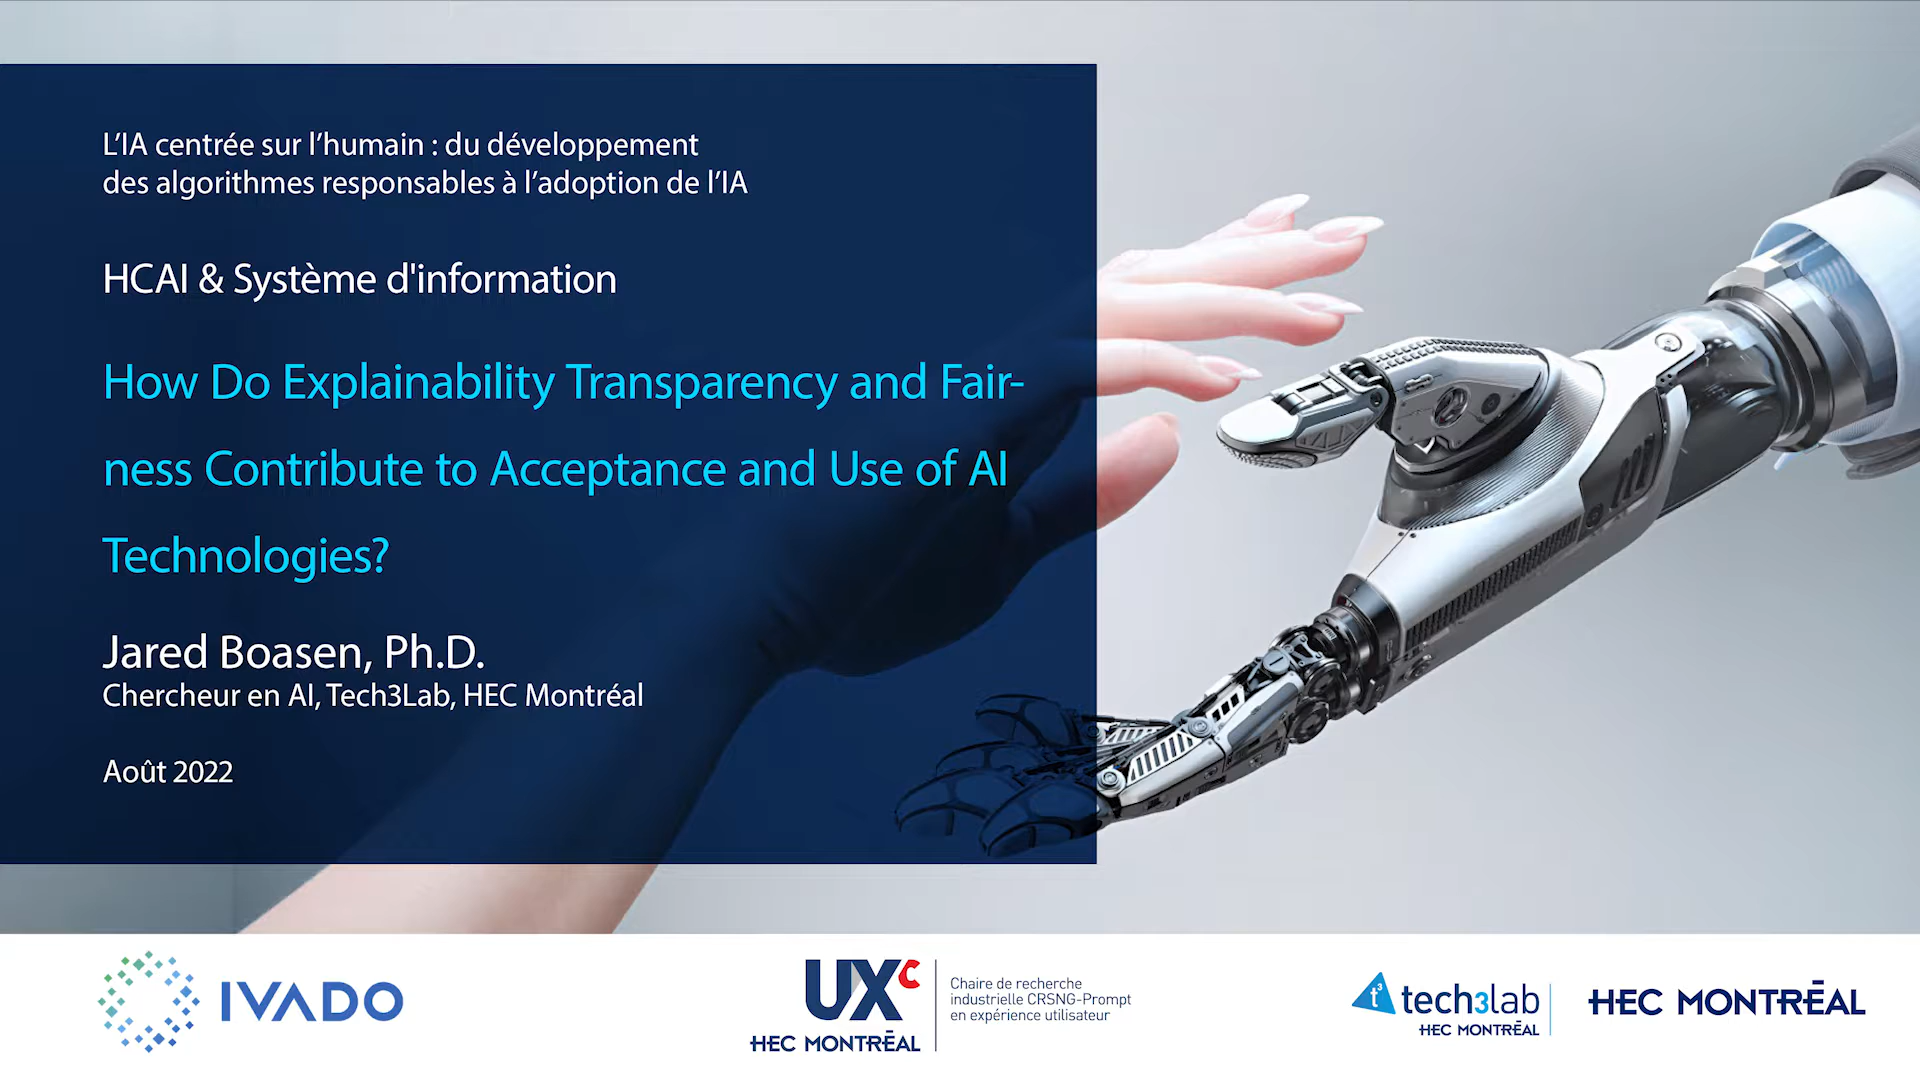 L’IA centrée sur l’humain : du développement
des algorithmes responsables à l’adoption de l’IA
HCAI & Système d'information
How Do Explainability Transparency and Fair-
ness Contribute to Acceptance and Use of AI
Technologies?
Jared Boasen, Ph.D.
Chercheur en AI, Tech3Lab, HEC Montréal
Août 2022
IVADO
UXC
HEC MONTRÉAL
Chaire de recherche
industrielle CRSNG-Prompt
en expérience utilisateur
t3 tech3lab
HEC MONTRÉAL
HEC MONTRÉAL